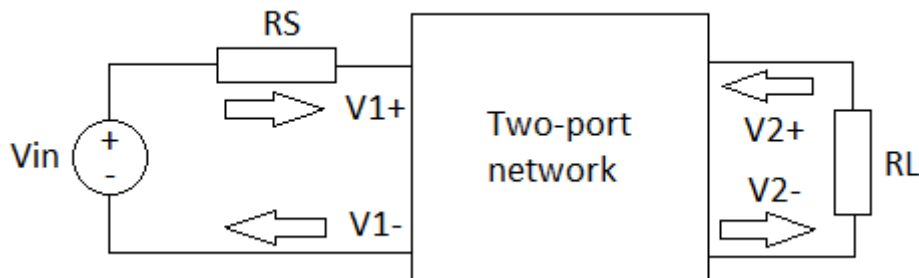 RS
V1+
Vin
+
-
Two-port
network
V2+
V2-
RL
V1-